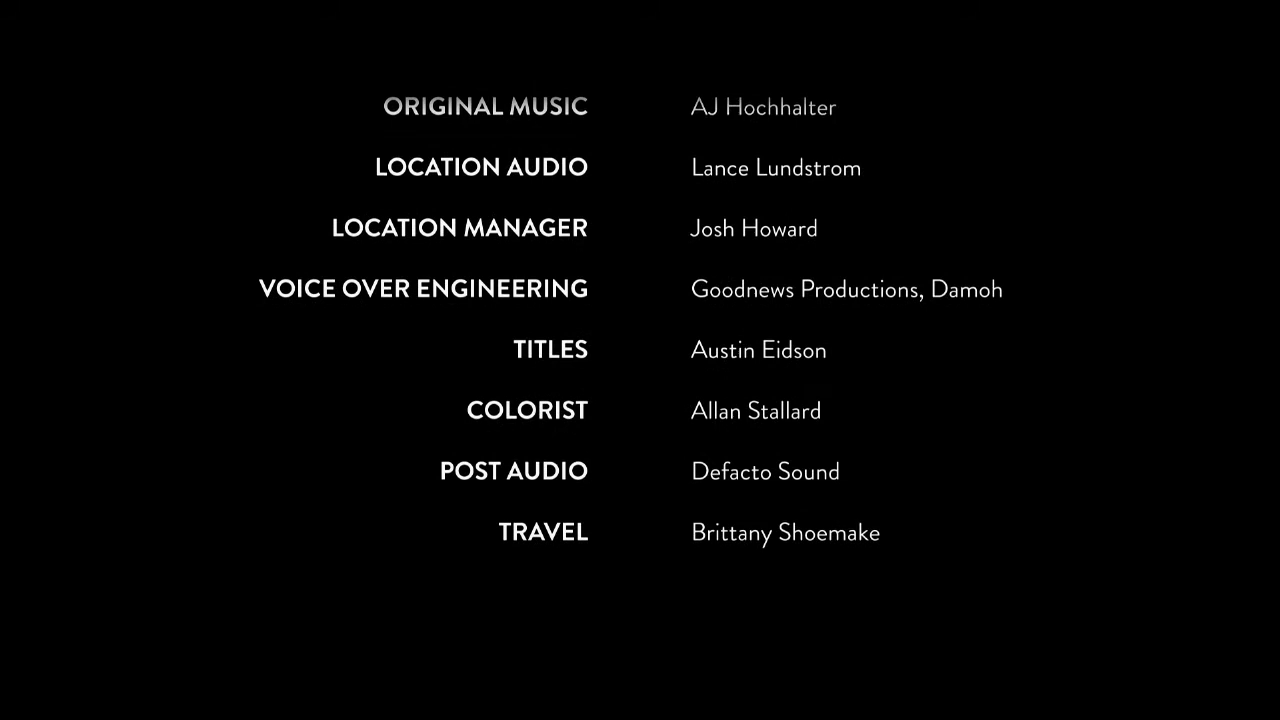 ORIGINAL MUSIC AJ Hochhalter
LOCATION AUDIO Lance Lundstrom
LOCATION MANAGER Josh Howard
VOICE OVER ENGINEERING Goodnews Productions, Damoh
TITLES Austin Eidson
COLORIST Allan Stallard
POST AUDIO Defacto Sound
TRAVEL Brittany Shoemake